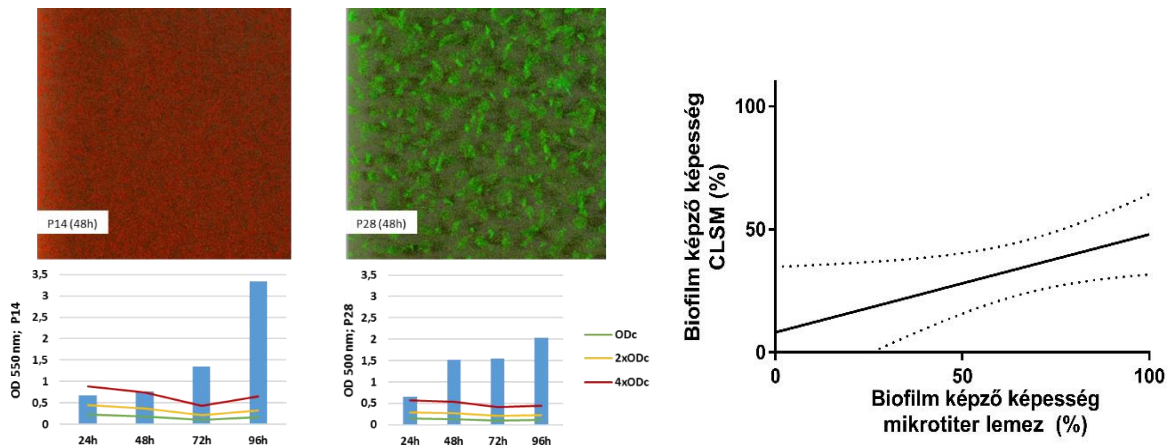 P14 (48h)
OD 550 nm; P14
3,5
3
2,5
2
1,5
1
0,5
0
24h 48h 72h 96h
P28 (48h)
OD 500 nm; P28
3,5
3
2,5
2
1,5
1
0,5
0
24h 48h 72h 96h
ODc
2xODc
4xODc
Biofilm képző képesség
CLSM (%)
100
50
0
0 50 100
Biofilm képző képesség
mikrotiter lemez (%)